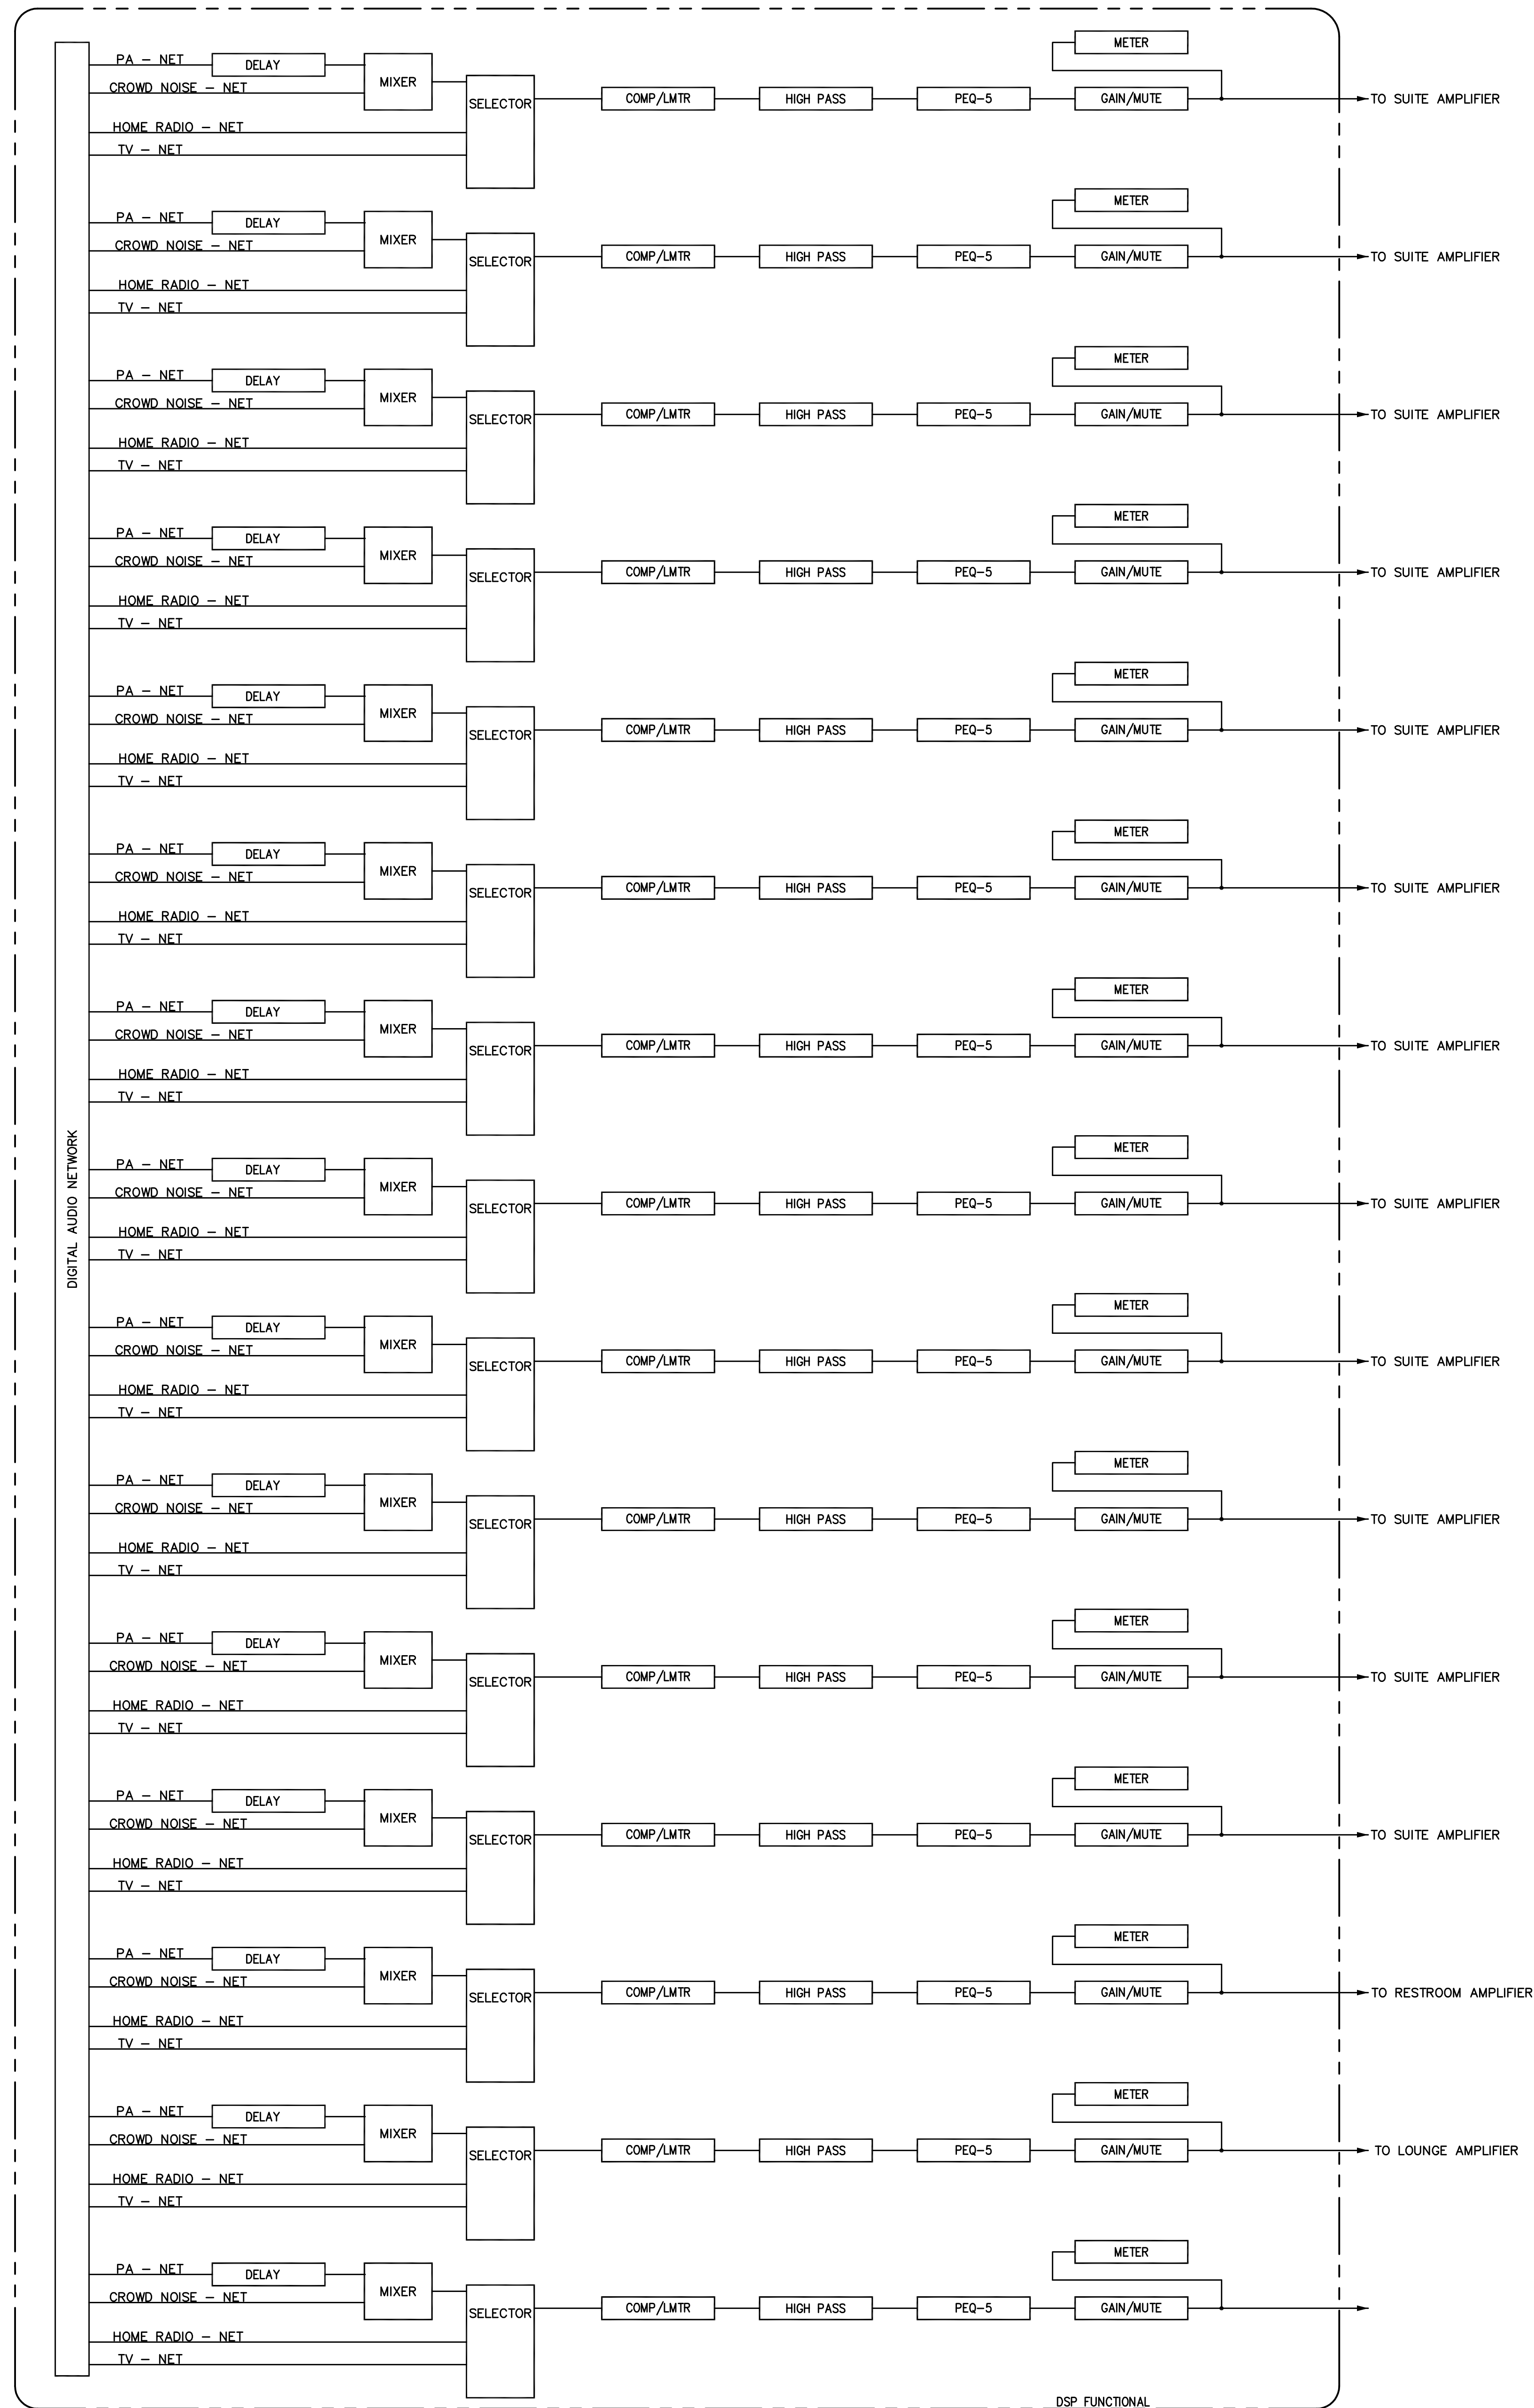 DIGITAL AUDIO NETWORK
PA – NET DELAY MIXER METER
CROWD NOISE – NET SELECTOR COMP/LMTR HIGH PASS PEQ–5 GAIN/MUTE TO SUITE AMPLIFIER
HOME RADIO – NET
TV – NET
PA – NET DELAY MIXER METER
CROWD NOISE – NET SELECTOR COMP/LMTR HIGH PASS PEQ–5 GAIN/MUTE TO SUITE AMPLIFIER
HOME RADIO – NET
TV – NET
PA – NET DELAY MIXER METER
CROWD NOISE – NET SELECTOR COMP/LMTR HIGH PASS PEQ–5 GAIN/MUTE TO SUITE AMPLIFIER
HOME RADIO – NET
TV – NET
PA – NET DELAY MIXER METER
CROWD NOISE – NET SELECTOR COMP/LMTR HIGH PASS PEQ–5 GAIN/MUTE TO SUITE AMPLIFIER
HOME RADIO – NET
TV – NET
PA – NET DELAY MIXER METER
CROWD NOISE – NET SELECTOR COMP/LMTR HIGH PASS PEQ–5 GAIN/MUTE TO SUITE AMPLIFIER
HOME RADIO – NET
TV – NET
PA – NET DELAY MIXER METER
CROWD NOISE – NET SELECTOR COMP/LMTR HIGH PASS PEQ–5 GAIN/MUTE TO SUITE AMPLIFIER
HOME RADIO – NET
TV – NET
PA – NET DELAY MIXER METER
CROWD NOISE – NET SELECTOR COMP/LMTR HIGH PASS PEQ–5 GAIN/MUTE TO SUITE AMPLIFIER
HOME RADIO – NET
TV – NET
PA – NET DELAY MIXER METER
CROWD NOISE – NET SELECTOR COMP/LMTR HIGH PASS PEQ–5 GAIN/MUTE TO SUITE AMPLIFIER
HOME RADIO – NET
TV – NET
PA – NET DELAY MIXER METER
CROWD NOISE – NET SELECTOR COMP/LMTR HIGH PASS PEQ–5 GAIN/MUTE TO SUITE AMPLIFIER
HOME RADIO – NET
TV – NET
PA – NET DELAY MIXER METER
CROWD NOISE – NET SELECTOR COMP/LMTR HIGH PASS PEQ–5 GAIN/MUTE TO SUITE AMPLIFIER
HOME RADIO – NET
TV – NET
PA – NET DELAY MIXER METER
CROWD NOISE – NET SELECTOR COMP/LMTR HIGH PASS PEQ–5 GAIN/MUTE TO SUITE AMPLIFIER
HOME RADIO – NET
TV – NET
PA – NET DELAY MIXER METER
CROWD NOISE – NET SELECTOR COMP/LMTR HIGH PASS PEQ–5 GAIN/MUTE TO SUITE AMPLIFIER
HOME RADIO – NET
TV – NET
PA – NET DELAY MIXER METER
CROWD NOISE – NET SELECTOR COMP/LMTR HIGH PASS PEQ–5 GAIN/MUTE TO RESTROOM AMPLIFIER
HOME RADIO – NET
TV – NET
PA – NET DELAY MIXER METER
CROWD NOISE – NET SELECTOR COMP/LMTR HIGH PASS PEQ–5 GAIN/MUTE TO LOUNGE AMPLIFIER
HOME RADIO – NET
TV – NET
PA – NET DELAY MIXER METER
CROWD NOISE – NET SELECTOR COMP/LMTR HIGH PASS PEQ–5 GAIN/MUTE
HOME RADIO – NET
TV – NET
DSP FUNCTIONAL